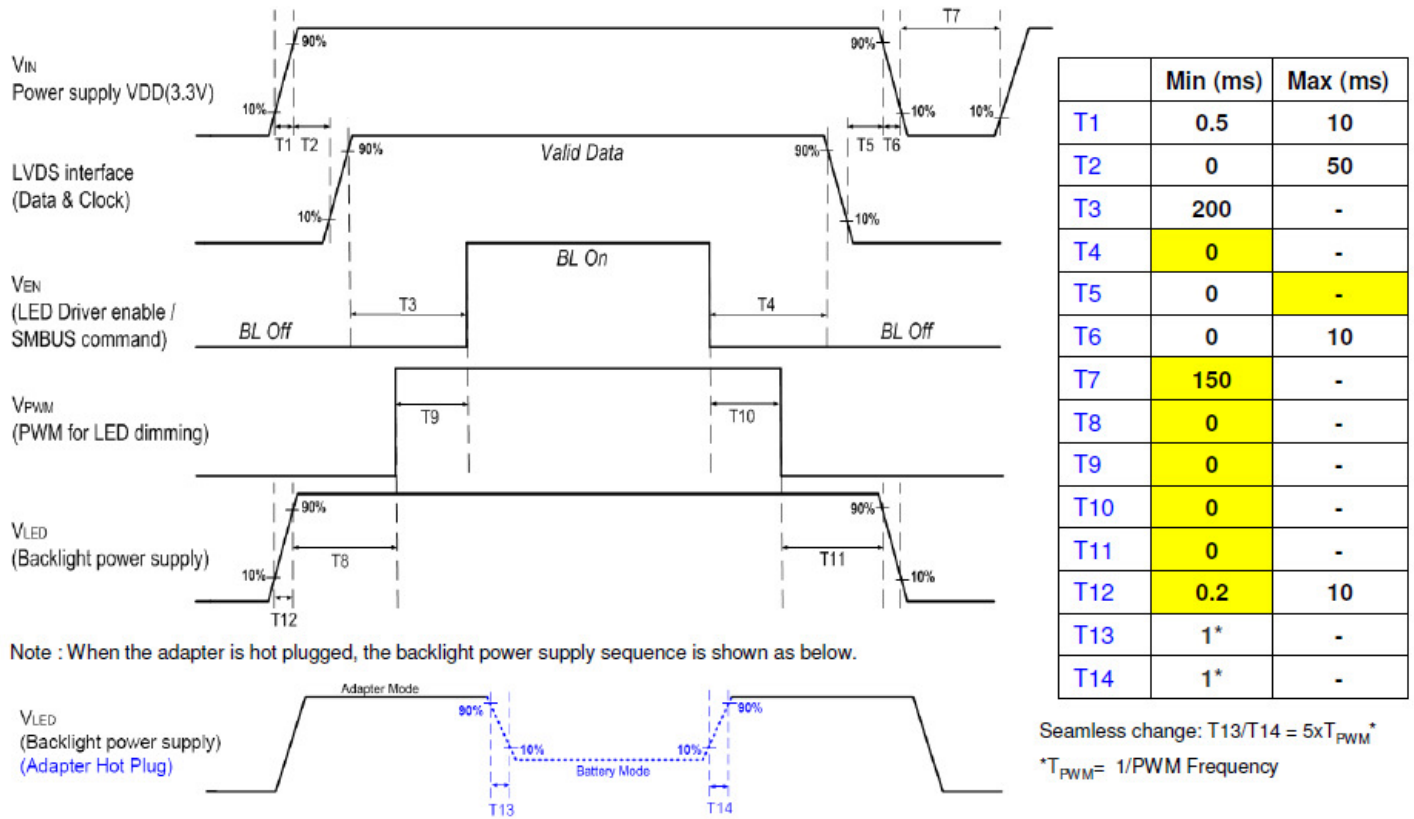 T7
90%
90%
VIN
Power supply VDD(3.3V)
10%
10%
10%
T1 T2
T5 T6
LVDS interface
(Data & Clock)
90%
Valid Data
90%
10%
10%
VEN
(LED Driver enable /
SMBUS command)
BL On
T3
T4
BL Off
BL Off
VPWM
(PWM for LED dimming)
T9
T10
VLED
(Backlight power supply)
90%
90%
T8
T11
10%
10%
T12
Note : When the adapter is hot plugged, the backlight power supply sequence is shown as below.
VLED
(Backlight power supply)
(Adapter Hot Plug)
Adapter Mode
90%
90%
10%
10%
Battery Mode
T13
T14
Min (ms) Max (ms)
T1 0.5 10
T2 0 50
T3 200 -
T4 0 -
T5 0 -
T6 0 10
T7 150 -
T8 0 -
T9 0 -
T10 0 -
T11 0 -
T12 0.2 10
T13 1* -
T14 1* -
Seamless change: T13/T14 = 5xTPWM*
*TPWM= 1/PWM Frequency